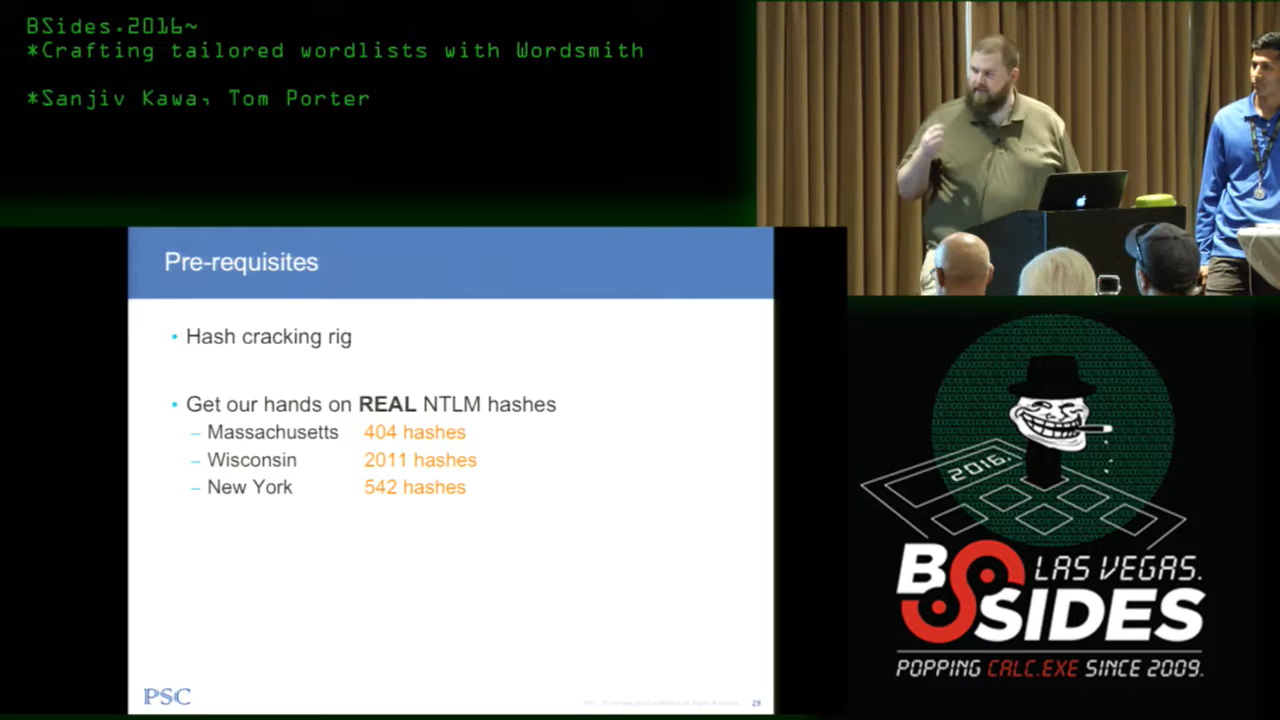 BSides.2016~
*Crafting tailored wordlists with Wordsmith
*Sanjiv Kawa, Tom Porter
Pre-requisites
• Hash cracking rig
• Get our hands on REAL NTLM hashes
– Massachusetts 404 hashes
– Wisconsin 2011 hashes
– New York 542 hashes
PSC
29
2016.
BSIDES LAS VEGAS.
POPPING CALC.EXE SINCE 2009.